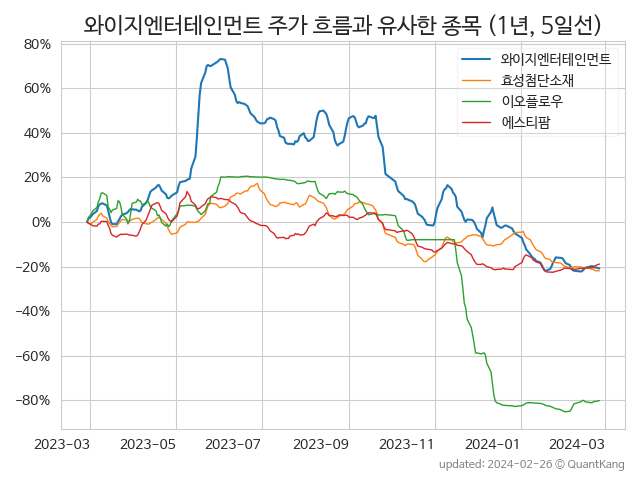 와이지엔터테인먼트 주가 흐름과 유사한 종목 (1년, 5일선)
80%
60%
40%
20%
0%
−20%
−40%
−60%
−80%
와이지엔터테인먼트
효성첨단소재
이오플로우
에스티팜
2023-03 2023-05 2023-07 2023-09 2023-11 2024-01 2024-03
updated: 2024-02-26 © QuantKang